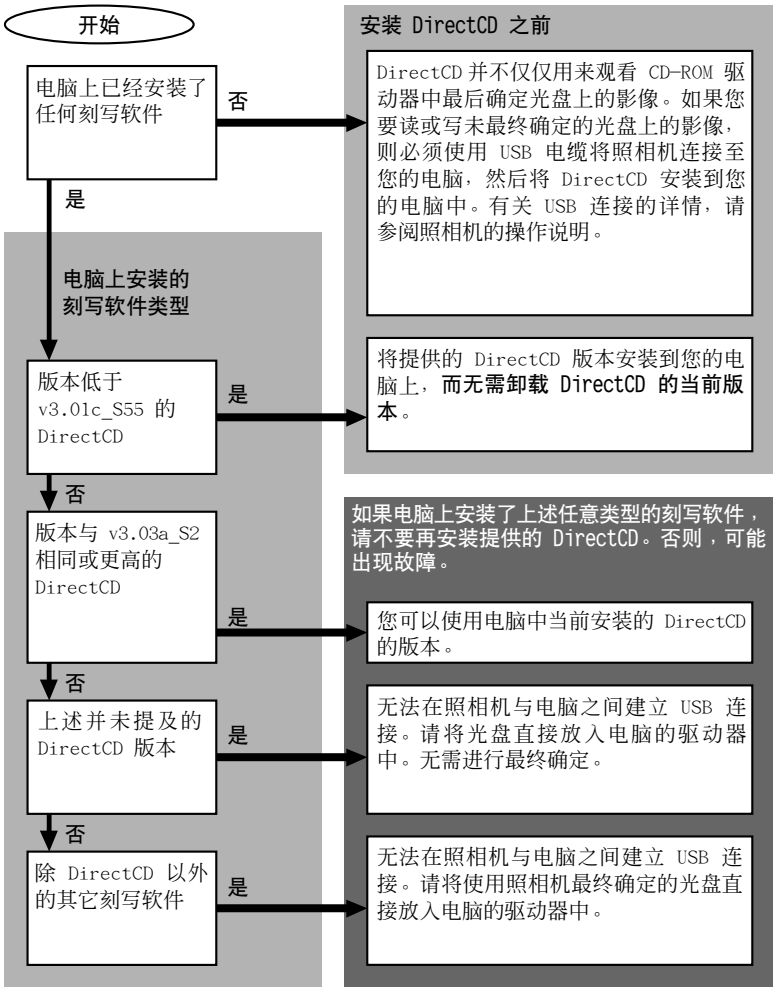 开始
安装 DirectCD 之前
电脑上已经安装了
任何刻写软件
否
DirectCD 并不仅仅用来观看 CD-ROM 驱
动器中最后确定光盘上的影像。如果您
要读或写未最终确定的光盘上的影像，
则必须使用 USB 电缆将照相机连接至
您的电脑，然后将 DirectCD 安装到您
的电脑中。有关 USB 连接的详情，请
参阅照相机的操作说明。
是
电脑上安装的
刻写软件类型
版本低于
v3.01c_S55 的
DirectCD
是
将提供的 DirectCD 版本安装到您的电
脑上，而无需卸载 DirectCD 的当前版
本。
否
如果电脑上安装了上述任意类型的刻写软件，
请不要再安装提供的 DirectCD。否则，可能
出现故障。
版本与 v3.03a_S2
相同或更高的
DirectCD
是
您可以使用电脑中当前安装的 DirectCD
的版本。
否
上述并未提及的
DirectCD 版本
是
无法在照相机与电脑之间建立 USB 连
接。请将光盘直接放入电脑的驱动器
中。无需进行最终确定。
否
除 DirectCD 以外
的其它刻写软件
是
无法在照相机与电脑之间建立 USB 连
接。请将使用照相机最终确定的光盘直
接放入电脑的驱动器中。